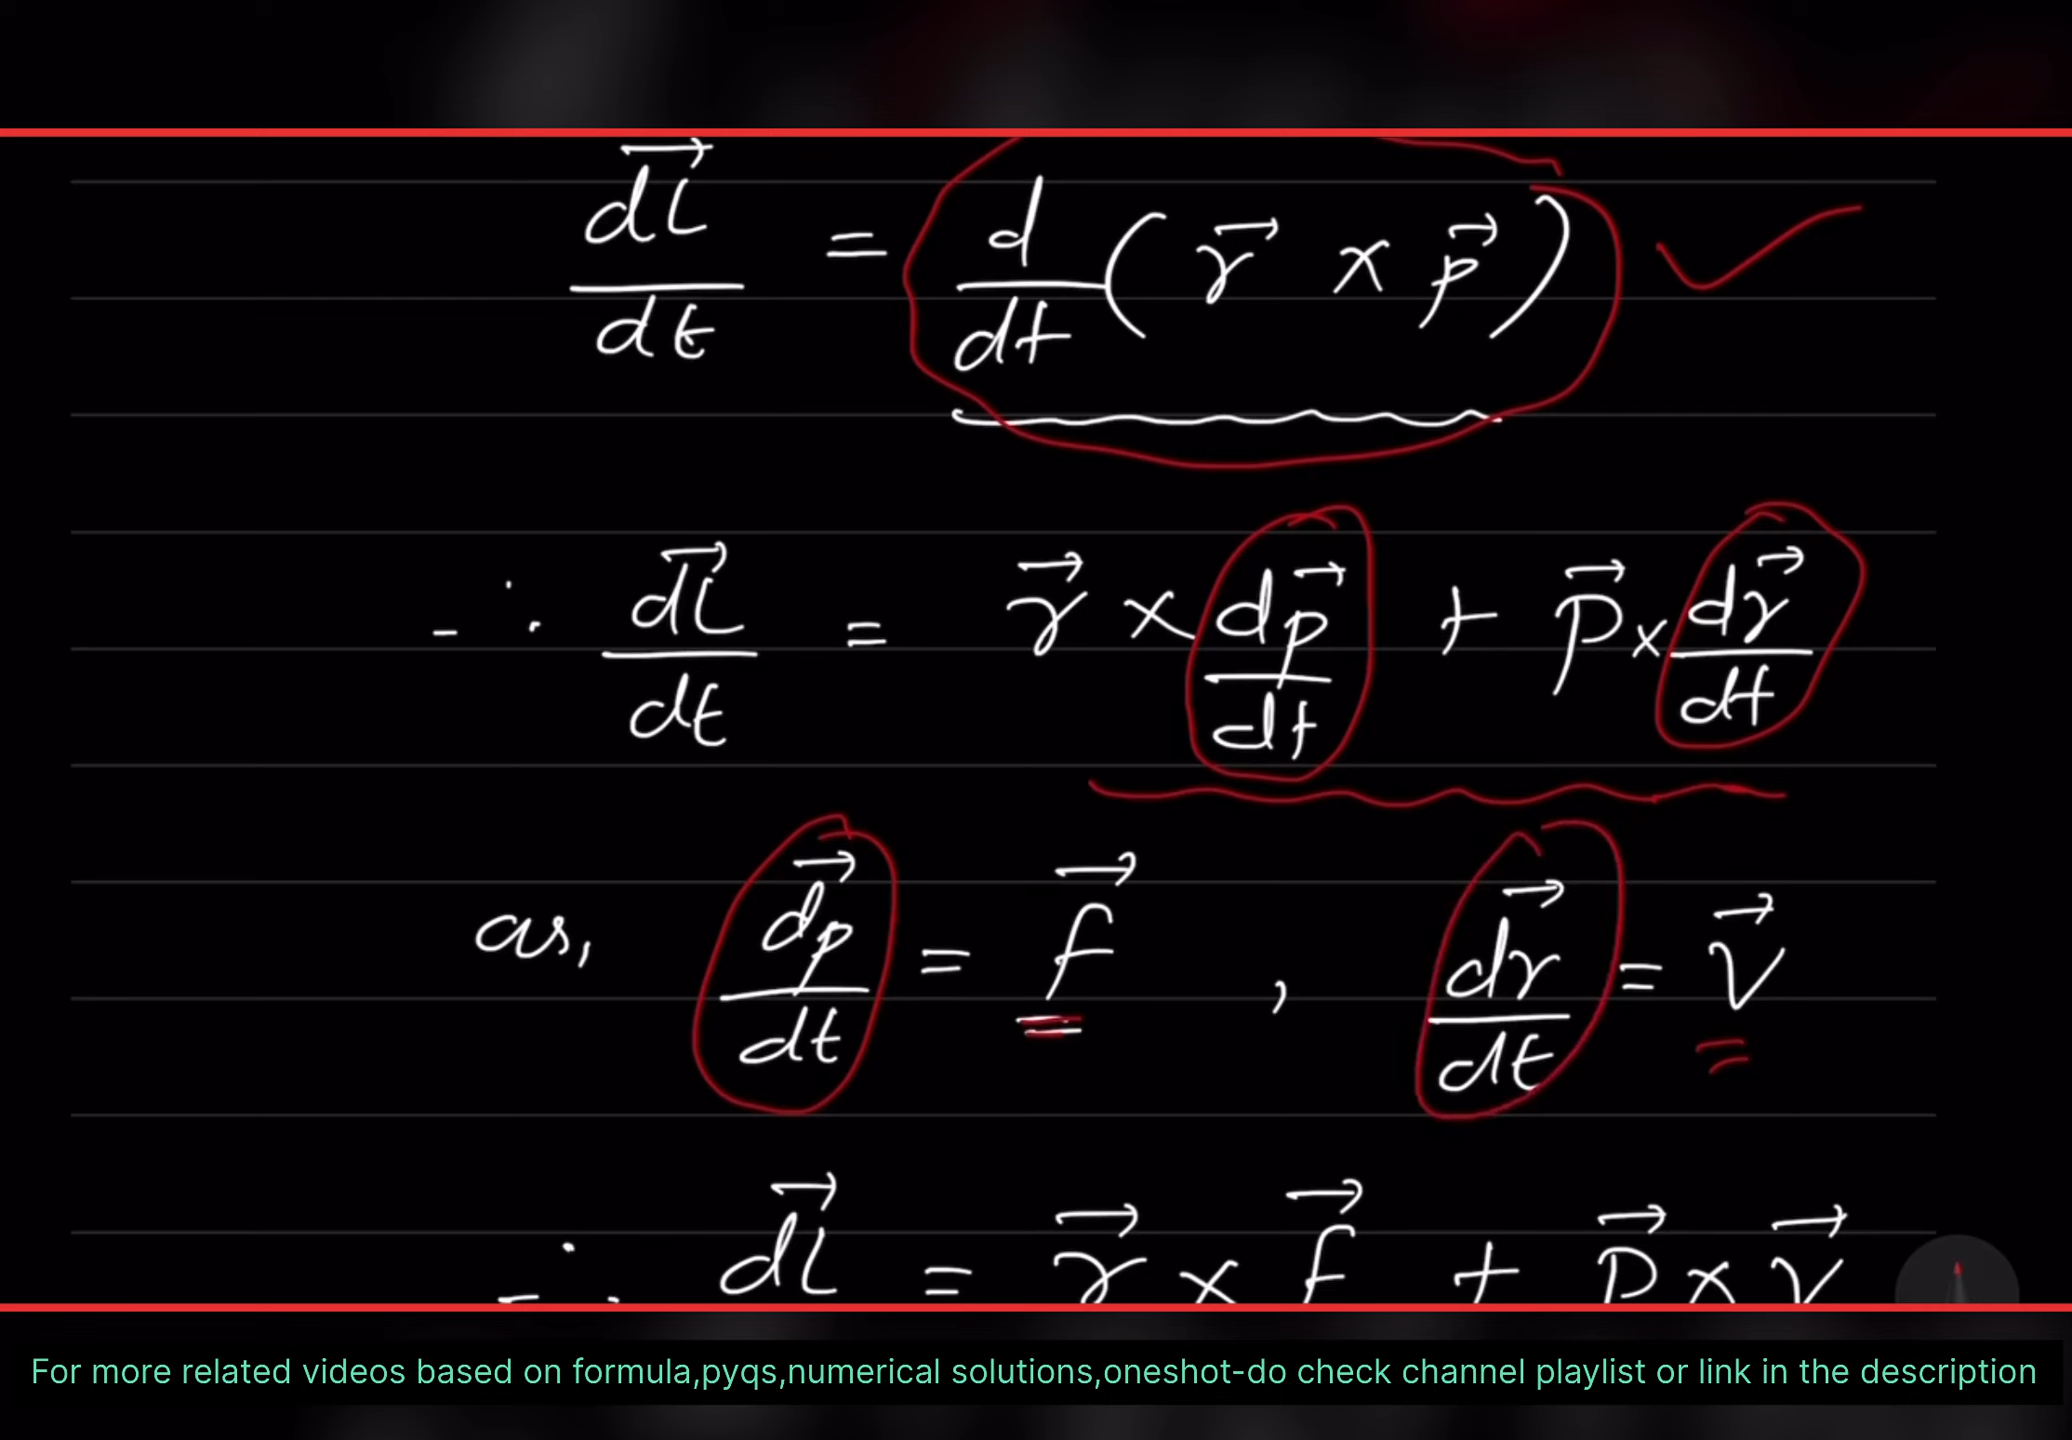 dL⃗/dt = d/dt ( r⃗ × p⃗ )
∴ dL⃗/dt = r⃗ × dp⃗/dt + p⃗ × dr⃗/dt
as, dp⃗/dt = f⃗ , dr⃗/dt = v⃗
∴ dL⃗ = r⃗ × f⃗ + p⃗ × v⃗
For more related videos based on formula,pyqs,numerical solutions,oneshot-do check channel playlist or link in the description